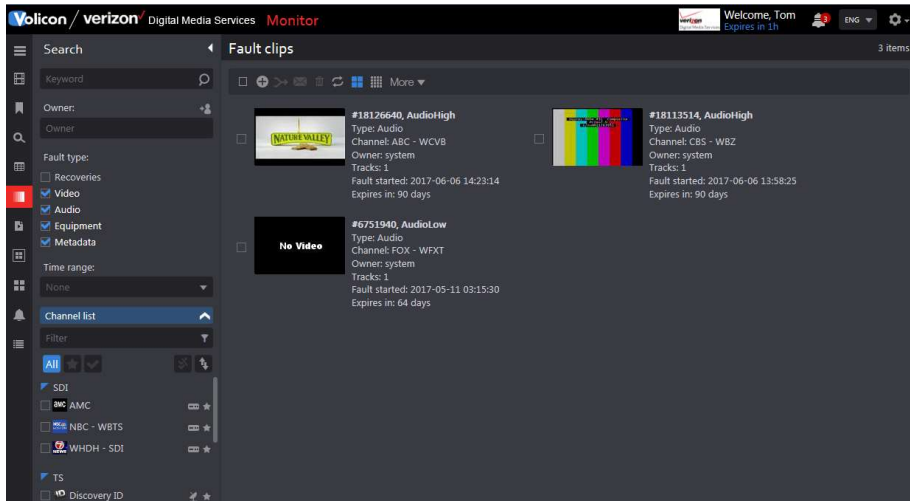 Volicon / verizon✓ Digital Media Services Monitor
verizon
Welcome, Tom
Expires in 1h
3
ENG
Search
Fault clips
3 items
Keyword
More
Owner:
Owner
Fault type:
Recoveries
Video
Audio
Equipment
Metadata
Time range:
None
Channel list
Filter
All
SDI
amc AMC
NBC - WBTS
7 NEWS WHDH - SDI
TS
ID Discovery ID
NATURE VALLEY
#18126640, AudioHigh
Type: Audio
Channel: ABC - WCVB
Owner: system
Tracks: 1
Fault started: 2017-06-06 14:23:14
Expires in: 90 days
#18113514, AudioHigh
Type: Audio
Channel: CBS - WBZ
Owner: system
Tracks: 1
Fault started: 2017-06-06 13:58:25
Expires in: 90 days
No Video
#6751940, AudioLow
Type: Audio
Channel: FOX - WFXT
Owner: system
Tracks: 1
Fault started: 2017-05-11 03:15:30
Expires in: 64 days